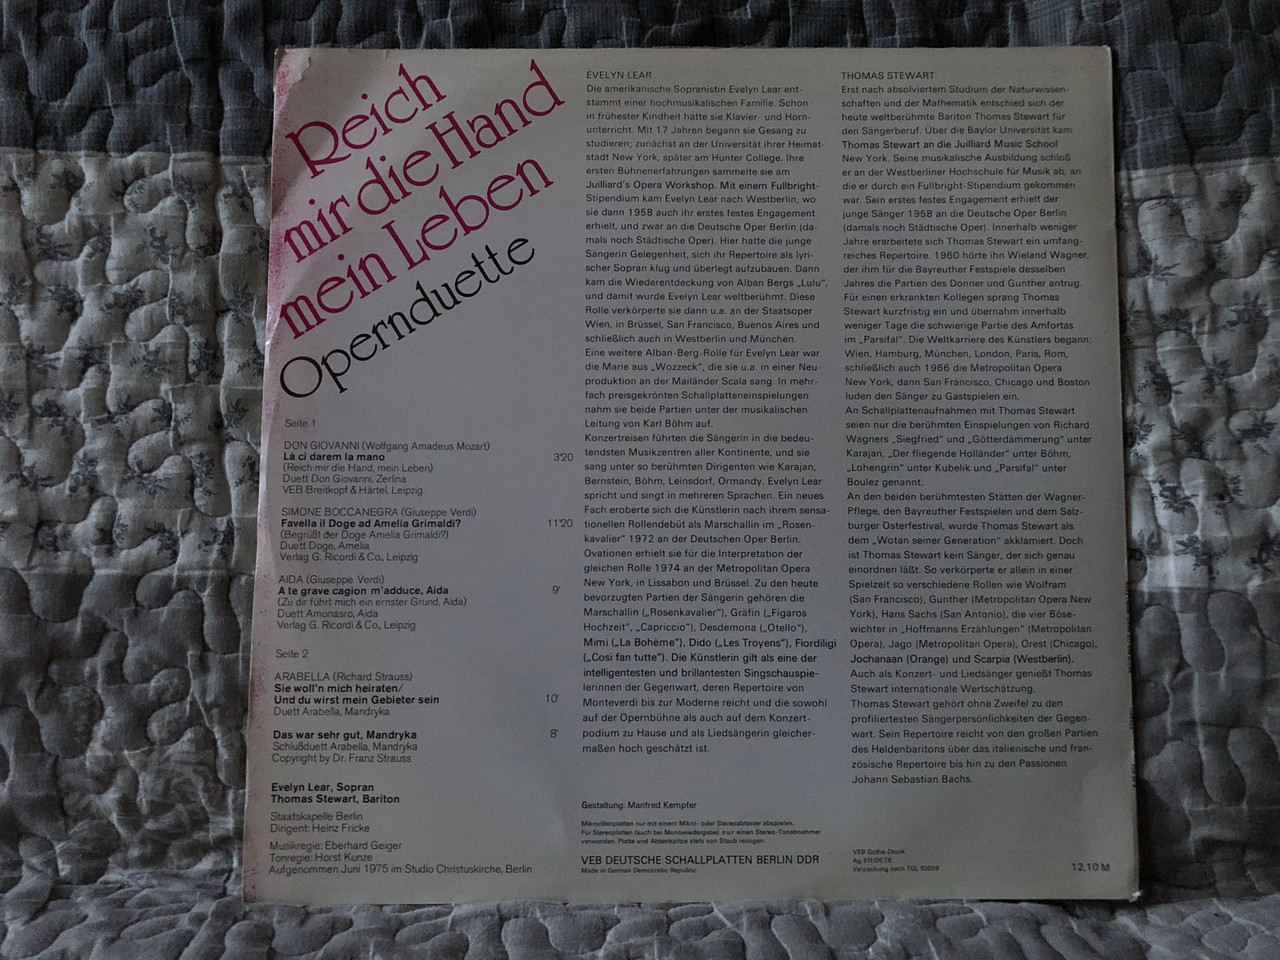 Reich
mir die Hand
mein Leben
Opernduette
Seite 1
DON GIOVANNI (Wolfgang Amadeus Mozart)
Là ci darem la mano 3'20
(Reich mir die Hand, mein Leben)
Duett Don Giovanni, Zerlina
VEB Breitkopf & Härtel, Leipzig
SIMONE BOCCANEGRA (Giuseppe Verdi)
Favella il Doge ad Amelia Grimaldi? 11'20
(Begrüßt der Doge Amelia Grimaldi?)
Duett Doge, Amelia
Verlag G. Ricordi & Co., Leipzig
AIDA (Giuseppe Verdi)
A te grave cagion m'adduce, Aida 9'
(Zu dir führt mich ein ernster Grund, Aida)
Duett Amonasro, Aida
Verlag G. Ricordi & Co., Leipzig
Seite 2
ARABELLA (Richard Strauss)
Sie woll'n mich heiraten/
Und du wirst mein Gebieter sein 10'
Duett Arabella, Mandryka
Das war sehr gut, Mandryka 8'
Schlußduett Arabella, Mandryka
Copyright by Dr. Franz Strauss
Evelyn Lear, Sopran
Thomas Stewart, Bariton
Staatskapelle Berlin
Dirigent: Heinz Fricke
Musikregie: Eberhard Geiger
Tonregie: Horst Kunze
Aufgenommen Juni 1975 im Studio Christuskirche, Berlin
EVELYN LEAR
Die amerikanische Sopranistin Evelyn Lear ent-
stammt einer hochmusikalischen Familie. Schon
in frühester Kindheit hatte sie Klavier- und Horn-
unterricht. Mit 17 Jahren begann sie Gesang zu
studieren; zunächst an der Universität ihrer Heimat-
stadt New York, später am Hunter College. Ihre
ersten Bühnenerfahrungen sammelte sie am
Juilliard's Opera Workshop. Mit einem Fullbright-
Stipendium kam Evelyn Lear nach Westberlin, wo
sie dann 1958 auch ihr erstes festes Engagement
erhielt, und zwar an die Deutsche Oper Berlin (da-
mals noch Städtische Oper). Hier hatte die junge
Sängerin Gelegenheit, sich ihr Repertoire als lyri-
scher Sopran klug und überlegt aufzubauen. Dann
kam die Wiederentdeckung von Alban Bergs „Lulu",
und damit wurde Evelyn Lear weltberühmt. Diese
Rolle verkörperte sie dann u.a. an der Staatsoper
Wien, in Brüssel, San Francisco, Buenos Aires und
schließlich auch in Westberlin und München.
Eine weitere Alban-Berg-Rolle für Evelyn Lear war
die Marie aus „Wozzeck", die sie u.a. in einer Neu-
produktion an der Mailänder Scala sang. In mehr-
fach preisgekrönten Schallplatteneinspielungen
nahm sie beide Partien unter der musikalischen
Leitung von Karl Böhm auf.
Konzertreisen führten die Sängerin in die bedeu-
tendsten Musikzentren aller Kontinente, und sie
sang unter so berühmten Dirigenten wie Karajan,
Bernstein, Böhm, Leinsdorf, Ormandy. Evelyn Lear
spricht und singt in mehreren Sprachen. Ein neues
Fach eroberte sich die Künstlerin nach ihrem sensa-
tionellen Rollendebüt als Marschallin im „Rosen-
kavalier" 1972 an der Deutschen Oper Berlin.
Ovationen erhielt sie für die Interpretation der
gleichen Rolle 1974 an der Metropolitan Opera
New York, in Lissabon und Brüssel. Zu den heute
bevorzugten Partien der Sängerin gehören die
Marschallin („Rosenkavalier"), Gräfin („Figaros
Hochzeit", „Capriccio"), Desdemona („Otello"),
Mimi („La Bohème"), Dido („Les Troyens"), Fiordiligi
(„Cosi fan tutte"). Die Künstlerin gilt als eine der
intelligentesten und brillantesten Singschauspie-
lerinnen der Gegenwart, deren Repertoire von
Monteverdi bis zur Moderne reicht und die sowohl
auf der Opernbühne als auch auf dem Konzert-
podium zu Hause und als Liedsängerin gleicher-
maßen hoch geschätzt ist.
Gestaltung: Manfred Kempfer
Mikrorillenplatten nur mit einem Mikro- oder Stereoabtaster abspielen.
Für Stereoplatten (auch bei Monowiedergabe) nur einen Stereo-Tonabnehmer
verwenden. Platte und Abtastspitze stets von Staub reinigen.
VEB DEUTSCHE SCHALLPLATTEN BERLIN DDR
Made in German Democratic Republic
THOMAS STEWART
Erst nach absolviertem Studium der Naturwissen-
schaften und der Mathematik entschied sich der
heute weltberühmte Bariton Thomas Stewart für
den Sängerberuf. Über die Baylor Universität kam
Thomas Stewart an die Juilliard Music School
New York. Seine musikalische Ausbildung schloß
er an der Westberliner Hochschule für Musik ab, an
die er durch ein Fullbright-Stipendium gekommen
war. Sein erstes festes Engagement erhielt der
junge Sänger 1958 an die Deutsche Oper Berlin
(damals noch Städtische Oper). Innerhalb weniger
Jahre erarbeitete sich Thomas Stewart ein umfang-
reiches Repertoire. 1960 hörte ihn Wieland Wagner,
der ihm für die Bayreuther Festspiele desselben
Jahres die Partien des Donner und Gunther antrug.
Für einen erkrankten Kollegen sprang Thomas
Stewart kurzfristig ein und übernahm innerhalb
weniger Tage die schwierige Partie des Amfortas
im „Parsifal". Die Weltkarriere des Künstlers begann:
Wien, Hamburg, München, London, Paris, Rom,
schließlich auch 1966 die Metropolitan Opera
New York, dann San Francisco, Chicago und Boston
luden den Sänger zu Gastspielen ein.
An Schallplattenaufnahmen mit Thomas Stewart
seien nur die berühmten Einspielungen von Richard
Wagners „Siegfried" und „Götterdämmerung" unter
Karajan, „Der fliegende Holländer" unter Böhm,
„Lohengrin" unter Kubelik und „Parsifal" unter
Boulez genannt.
An den beiden berühmtesten Stätten der Wagner-
Pflege, den Bayreuther Festspielen und dem Salz-
burger Osterfestival, wurde Thomas Stewart als
dem „Wotan seiner Generation" akklamiert. Doch
ist Thomas Stewart kein Sänger, der sich genau
einordnen läßt. So verkörperte er allein in einer
Spielzeit so verschiedene Rollen wie Wolfram
(San Francisco), Gunther (Metropolitan Opera New
York), Hans Sachs (San Antonio), die vier Böse-
wichter in „Hoffmanns Erzählungen" (Metropolitan
Opera), Jago (Metropolitan Opera), Orest (Chicago),
Jochanaan (Orange) und Scarpia (Westberlin).
Auch als Konzert- und Liedsänger genießt Thomas
Stewart internationale Wertschätzung.
Thomas Stewart gehört ohne Zweifel zu den
profiliertesten Sängerpersönlichkeiten der Gegen-
wart. Sein Repertoire reicht von den großen Partien
des Heldenbaritons über das italienische und fran-
zösische Repertoire bis hin zu den Passionen
Johann Sebastian Bachs.
VEB Gotha-Druck
Ag 511/01/78
Verpackung nach TGL 10609
12,10 M